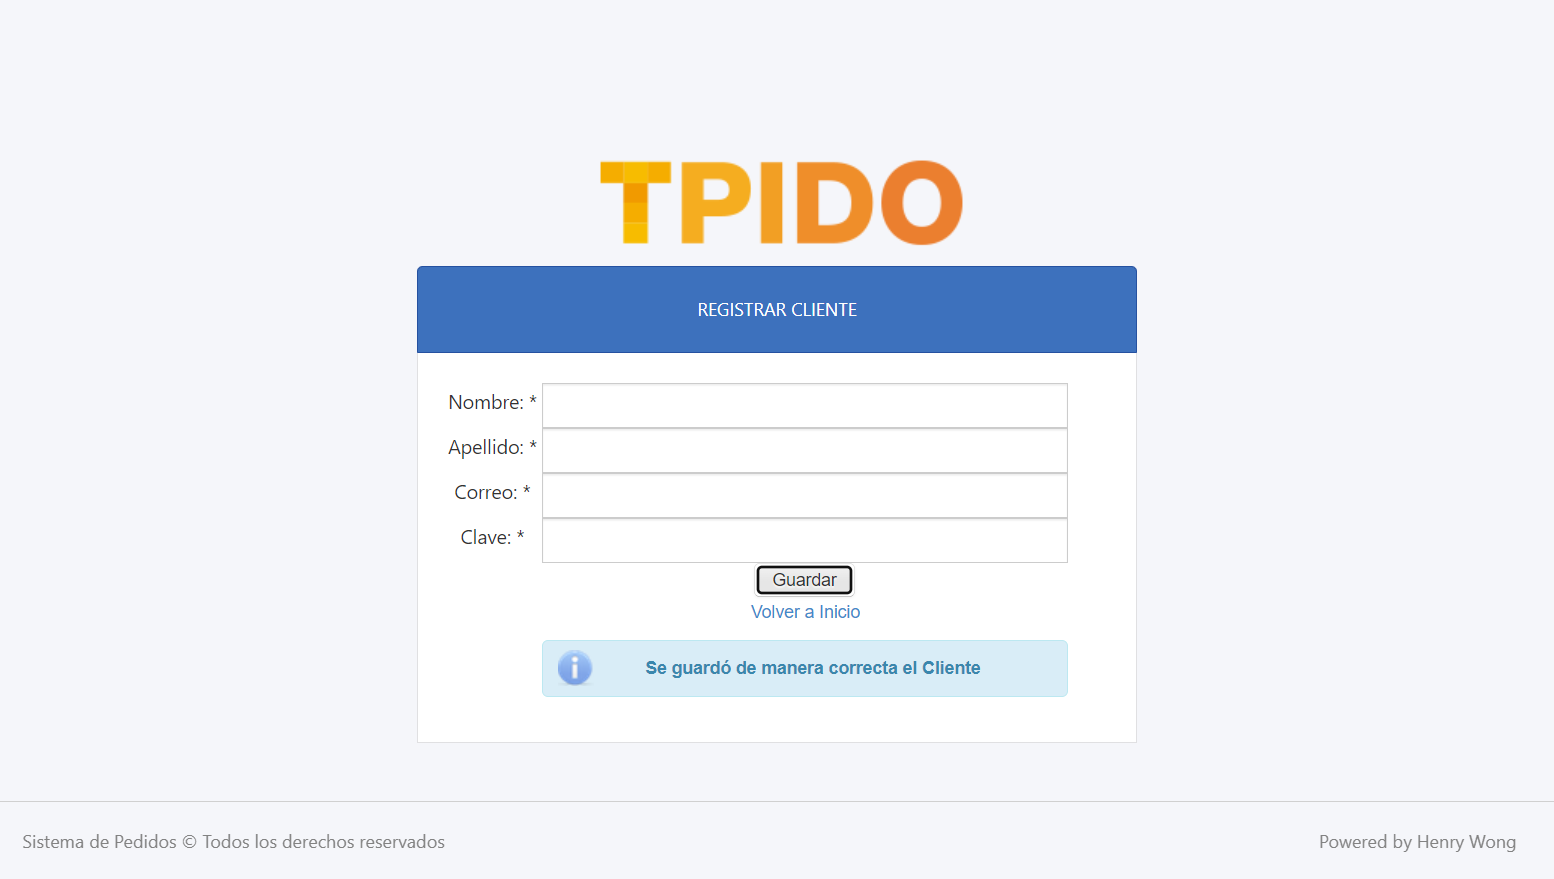 TPIDO
REGISTRAR CLIENTE
Nombre: *
Apellido: *
Correo: *
Clave: *
Guardar
Volver a Inicio
Se guardó de manera correcta el Cliente
Sistema de Pedidos © Todos los derechos reservados
Powered by Henry Wong